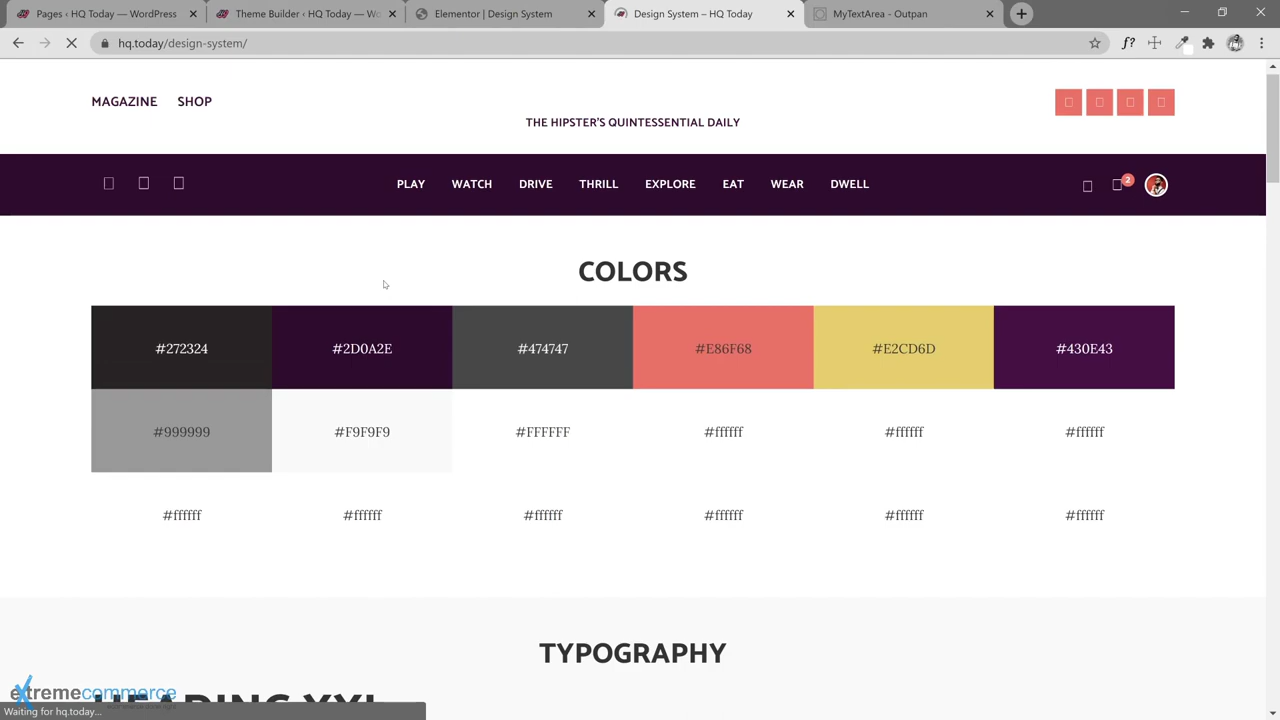 Pages ‹ HQ Today — WordPress
Theme Builder ‹ HQ Today — Wo
Elementor | Design System
Design System – HQ Today
MyTextArea - Outpan
hq.today/design-system/
MAGAZINE SHOP
THE HIPSTER'S QUINTESSENTIAL DAILY
PLAY WATCH DRIVE THRILL EXPLORE EAT WEAR DWELL
2
COLORS
#272324 #2D0A2E #474747 #E86F68 #E2CD6D #430E43
#999999 #F9F9F9 #FFFFFF #ffffff #ffffff #ffffff
#ffffff #ffffff #ffffff #ffffff #ffffff #ffffff
TYPOGRAPHY
HEADING XXL
extremecommerce
Waiting for hq.today...